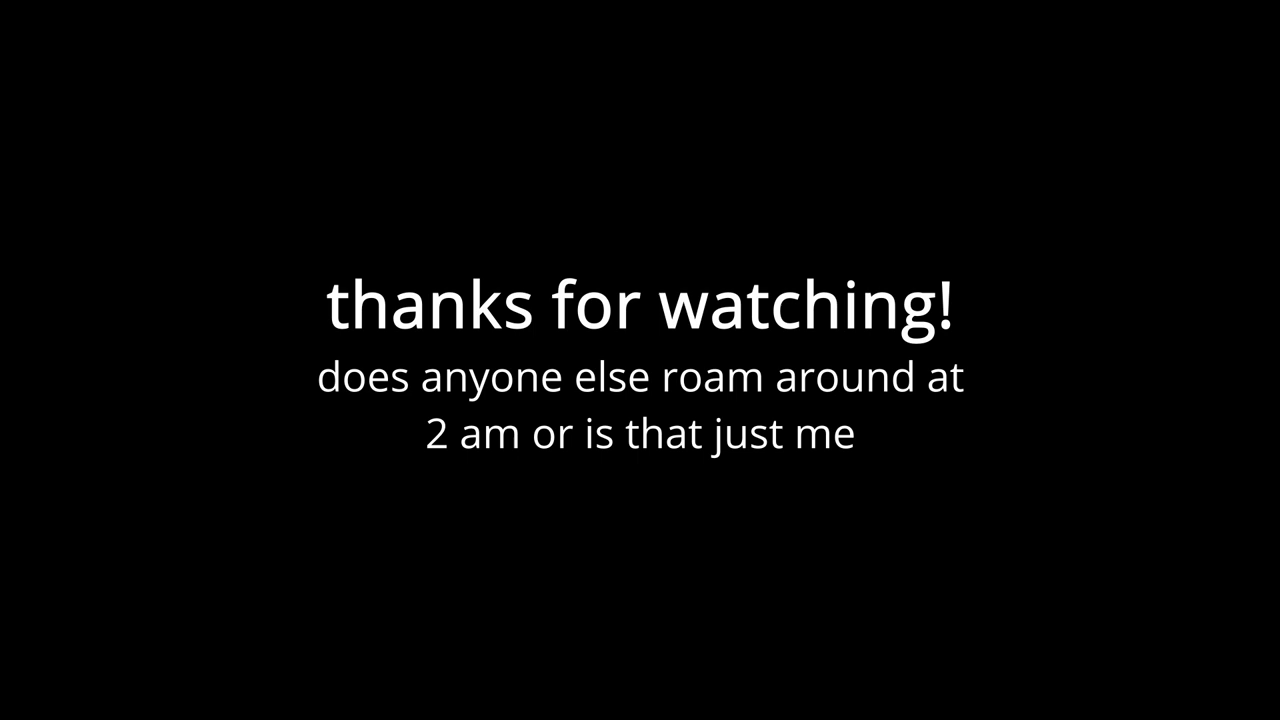 thanks for watching!
does anyone else roam around at
2 am or is that just me